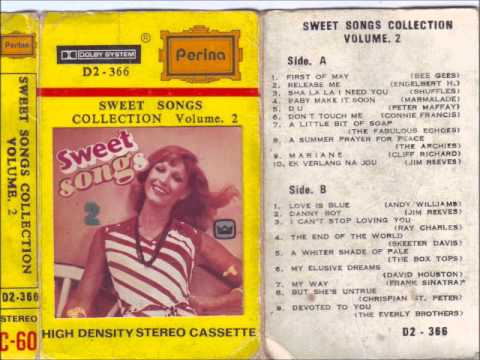 SWEET SONGS COLLECTION
VOLUME. 2
D2-366
STEREO
C-60
®
DOLBY SYSTEM
Perina
D2-366
SWEET SONGS
COLLECTION Volume. 2
Sweet
songs
2
HIGH DENSITY STEREO CASSETTE
SWEET SONGS COLLECTION
VOLUME. 2
Side. A
1. FIRST OF MAY (BEE GEES)
2. RELEASE ME (ENGELBERT H.)
3. SHA LA LA I NEED YOU (SHUFFLES)
4. BABY MAKE IT SOON (MARMALADE)
5. DU (PETER MAFFAY)
6. DON'T TOUCH ME (CONNIE FRANCIS)
7. A LITTLE BIT OF SOAP
(THE FABULOUS ECHOES)
8. A SUMMER PRAYER FOR PEACE
(THE ARCHIES)
9. MARIANE (CLIFF RICHARD)
10. EK VERLANG NA JOU (JIM REEVES)
Side. B
1. LOVE IS BLUE (ANDY WILLIAMS)
2. DANNY BOY (JIM REEVES)
3. I CAN'T STOP LOVING YOU
(RAY CHARLES)
4. THE END OF THE WORLD
(SKEETER DAVIS)
5. A WHITER SHADE OF PALE
(THE BOX TOPS)
6. MY ELUSIVE DREAMS
(DAVID HOUSTON)
7. MY WAY (FRANK SINATRA)
8. BUT SHE'S UNTRUE
(CHRISPIAN ST. PETER)
9. DEVOTED TO YOU
(THE EVERLY BROTHERS)
D2 - 366